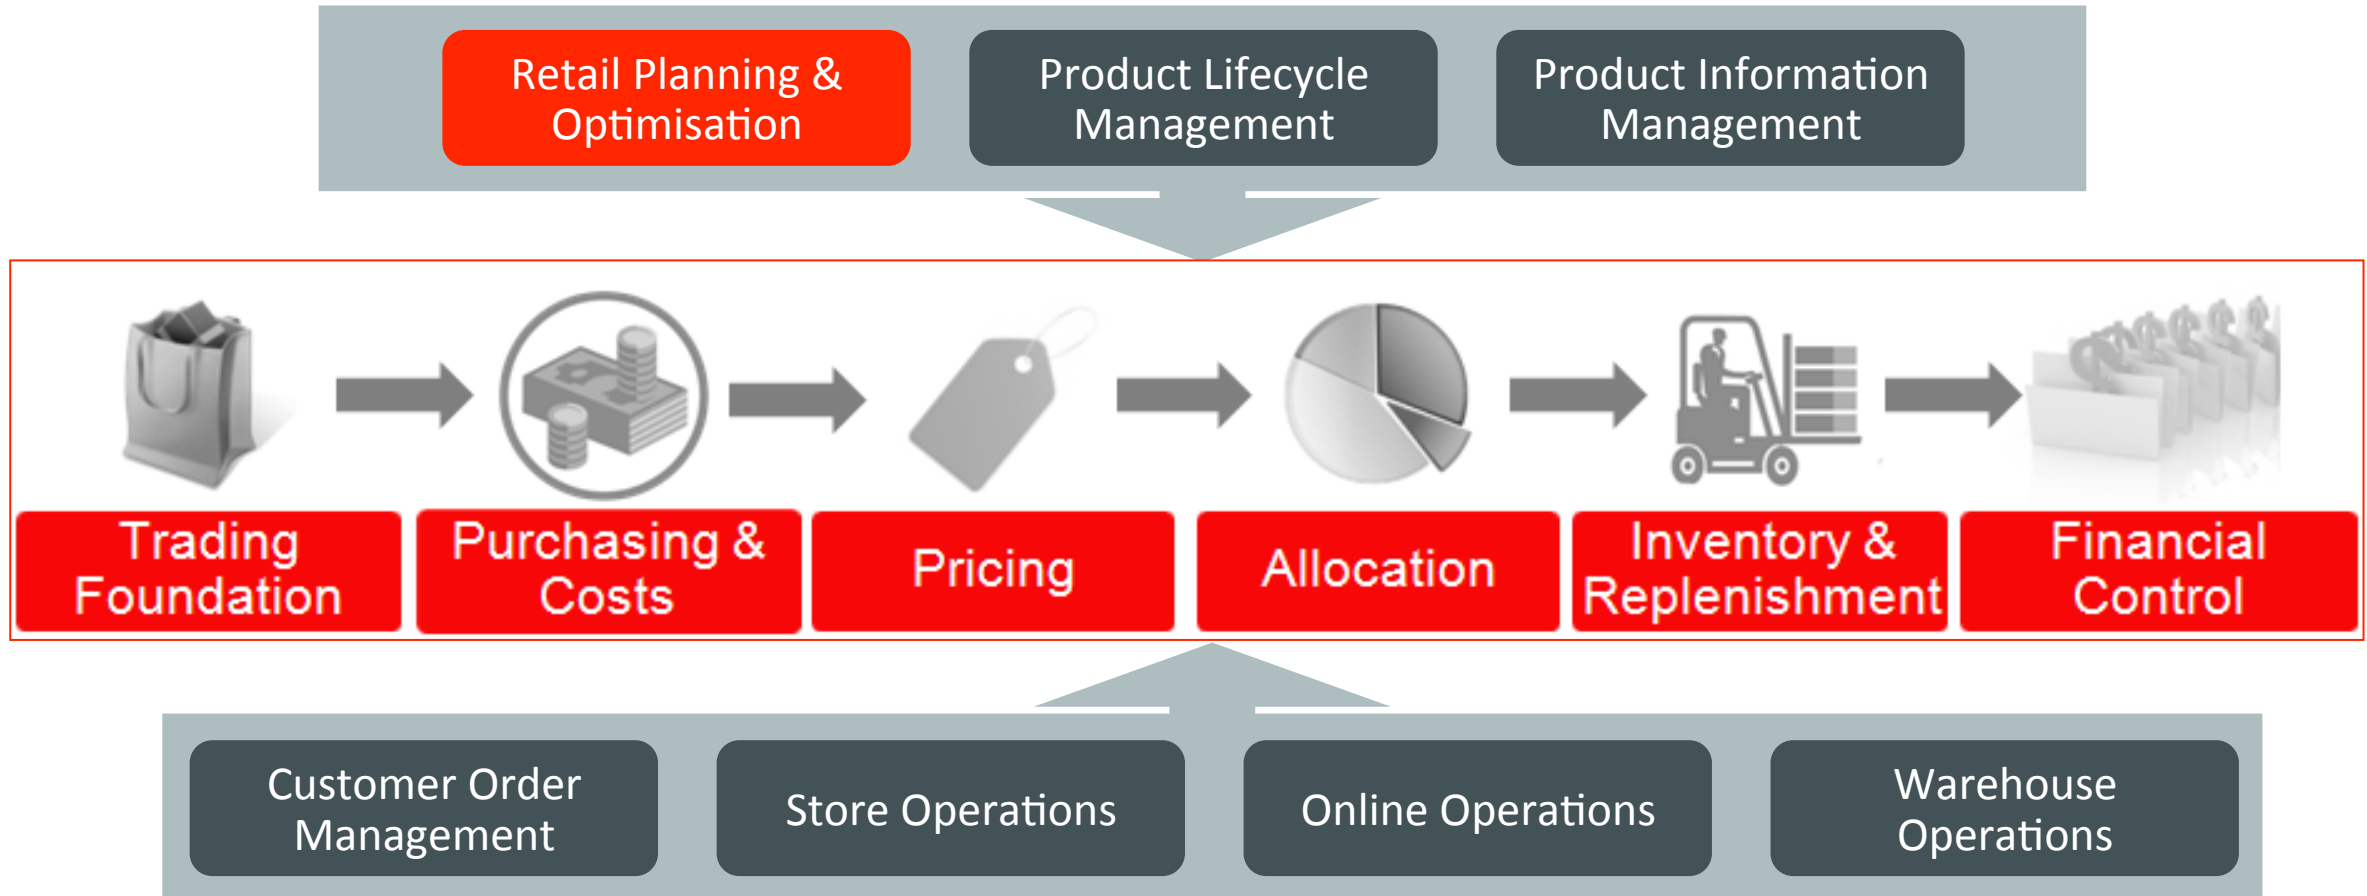 Retail Planning &
Optimisation
Product Lifecycle
Management
Product Information
Management
Trading
Foundation
Purchasing &
Costs
Pricing
Allocation
Inventory &
Replenishment
Financial
Control
Customer Order
Management
Store Operations
Online Operations
Warehouse
Operations